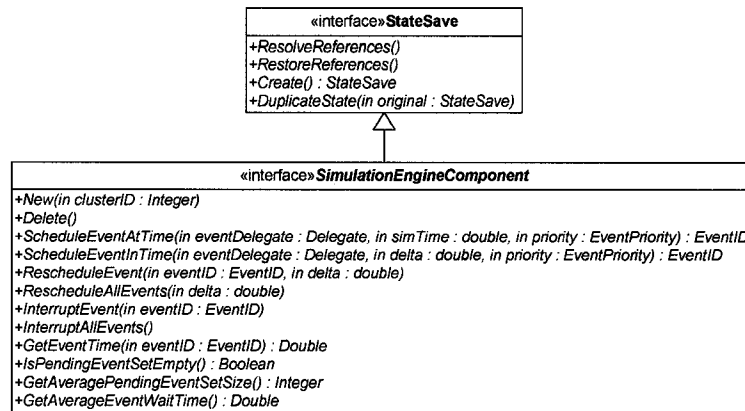 «interface»StateSave
+ResolveReferences()
+RestoreReferences()
+Create() : StateSave
+DuplicateState(in original : StateSave)
«interface»SimulationEngineComponent
+New(in clusterID : Integer)
+Delete()
+ScheduleEventAtTime(in eventDelegate : Delegate, in simTime : double, in priority : EventPriority) : EventID
+ScheduleEventInTime(in eventDelegate : Delegate, in delta : double, in priority : EventPriority) : EventID
+RescheduleEvent(in eventID : EventID, in delta : double)
+RescheduleAllEvents(in delta : double)
+InterruptEvent(in eventID : EventID)
+InterruptAllEvents()
+GetEventTime(in eventID : EventID) : Double
+IsPendingEventSetEmpty() : Boolean
+GetAveragePendingEventSetSize() : Integer
+GetAverageEventWaitTime() : Double